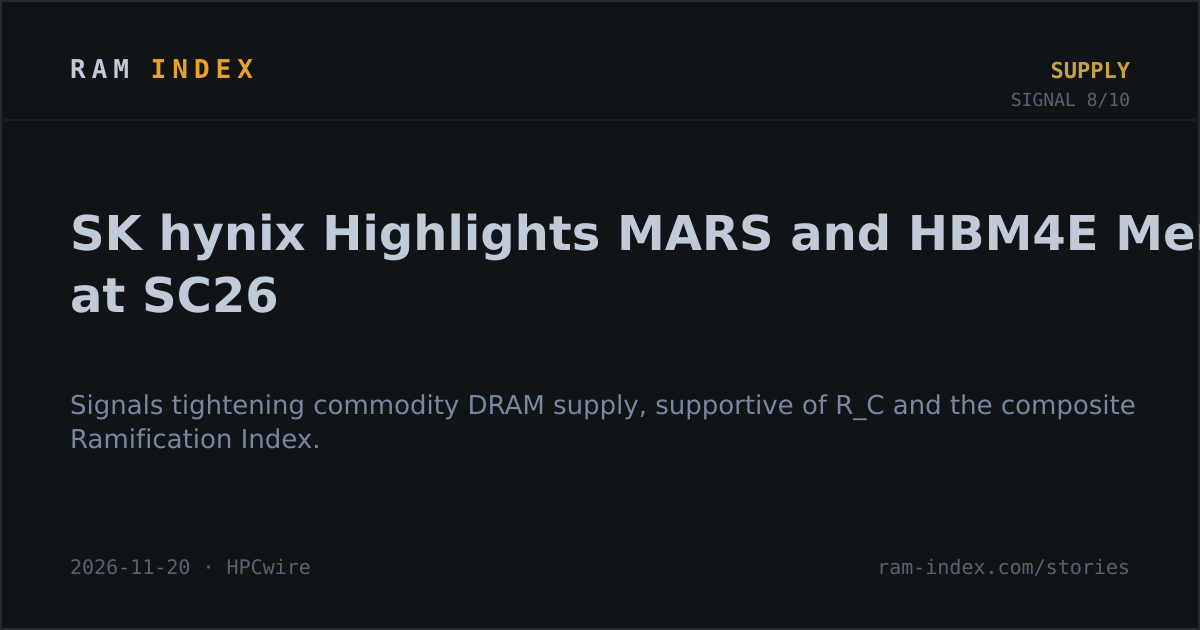 RAM INDEX
SUPPLY
SIGNAL 8/10
SK hynix Highlights MARS and HBM4E
at SC26
Signals tightening commodity DRAM supply, supportive of R_C and the composite
Ramification Index.
2026-11-20 · HPCwire
ram-index.com/stories